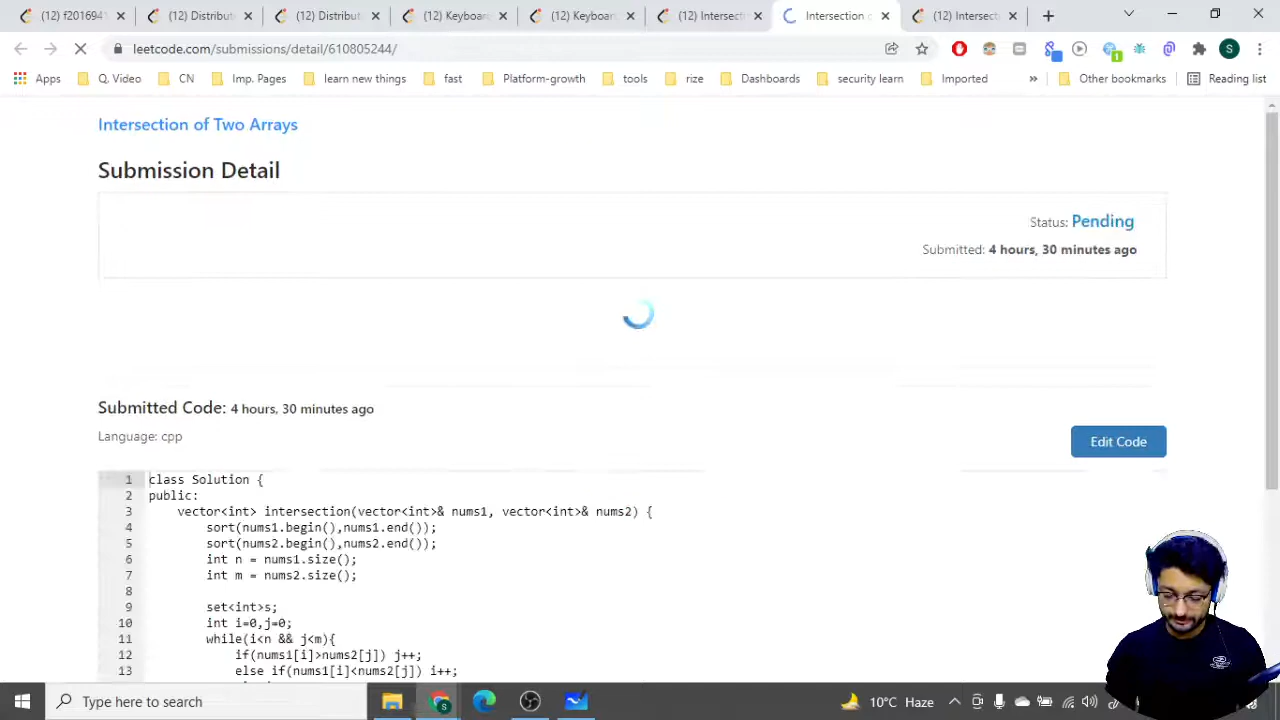 (12) f201694
(12) Distribut
(12) Distribut
(12) Keyboar
(12) Keyboar
(12) Intersecti
Intersection o
(12) Intersect
leetcode.com/submissions/detail/610805244/
Apps
Q. Video
CN
Imp. Pages
learn new things
fast
Platform-growth
tools
rize
Dashboards
security learn
Imported
»
Other bookmarks
Reading list
Intersection of Two Arrays
Submission Detail
Status: Pending
Submitted: 4 hours, 30 minutes ago
Submitted Code: 4 hours, 30 minutes ago
Language: cpp
Edit Code
1 class Solution {
2 public:
3 vector<int> intersection(vector<int>& nums1, vector<int>& nums2) {
4 sort(nums1.begin(),nums1.end());
5 sort(nums2.begin(),nums2.end());
6 int n = nums1.size();
7 int m = nums2.size();
8
9 set<int>s;
10 int i=0,j=0;
11 while(i<n && j<m){
12 if(nums1[i]>nums2[j]) j++;
13 else if(nums1[i]<nums2[j]) i++;
Type here to search
10°C Haze